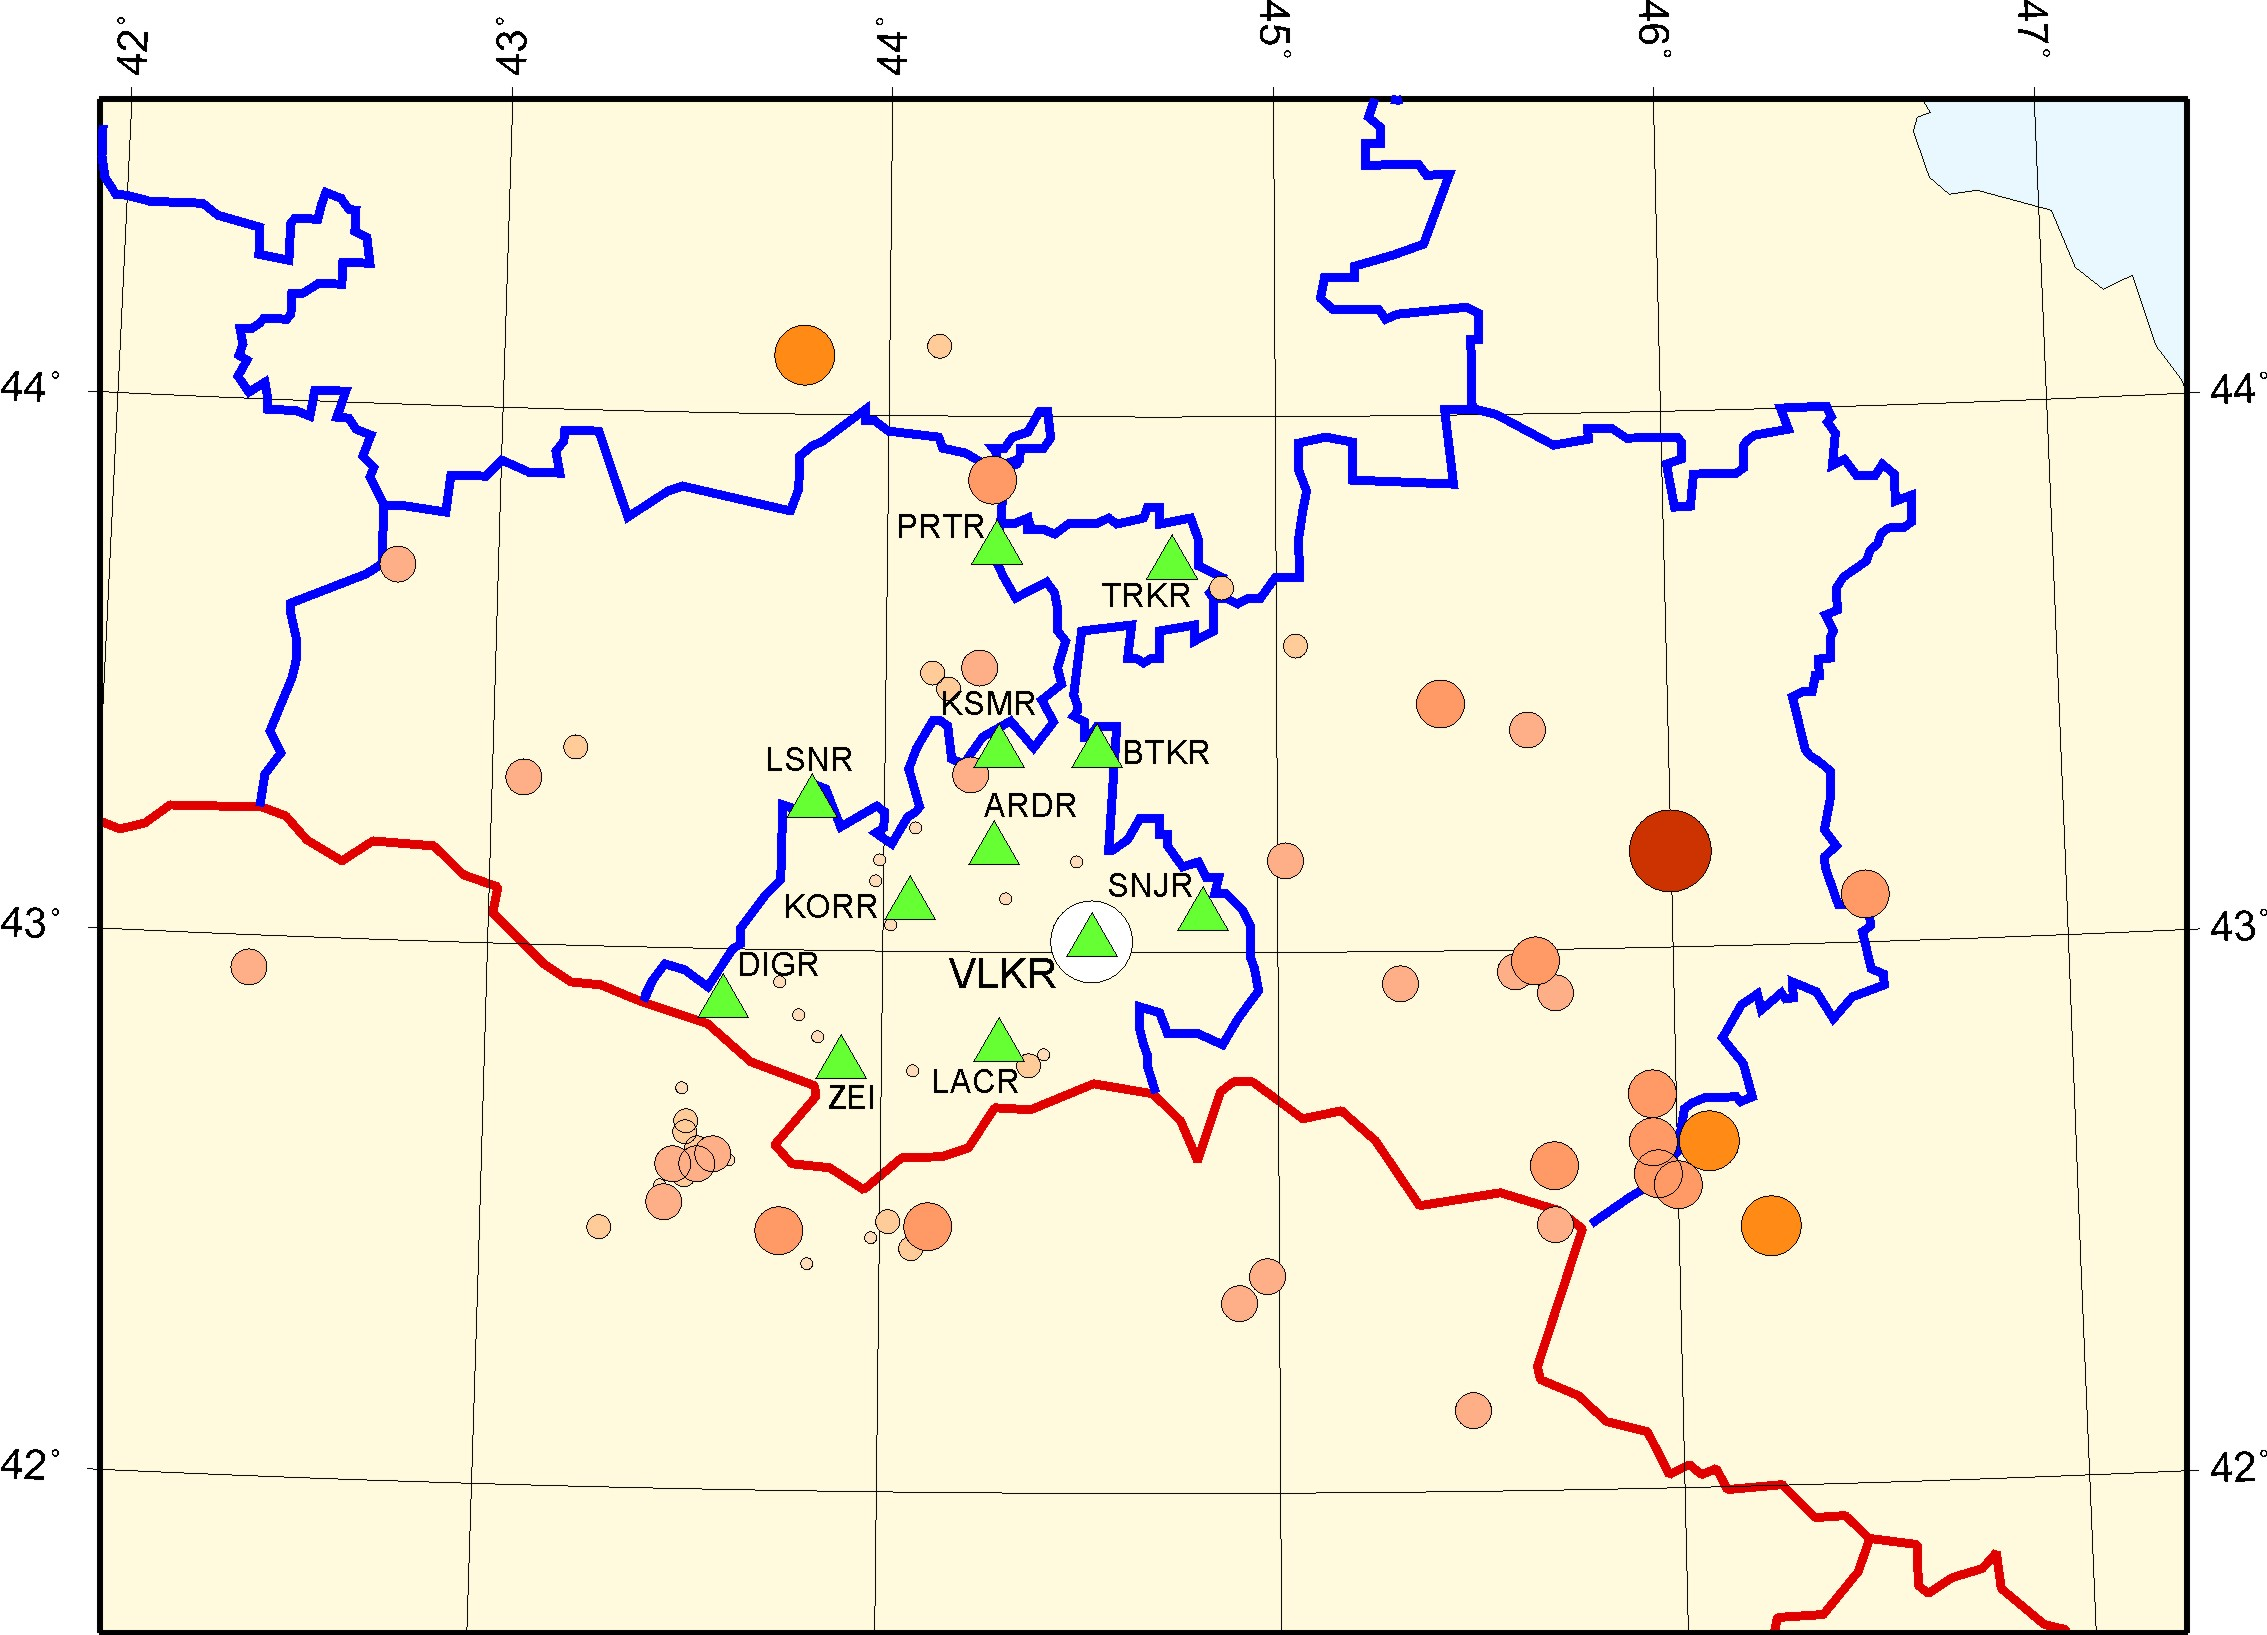 42°
43°
44°
45°
46°
47°
44°
44°
PRTR
TRKR
KSMR
LSNR
BTKR
ARDR
SNJR
KORR
43°
43°
DIGR
VLKR
LACR
ZEI
42°
42°